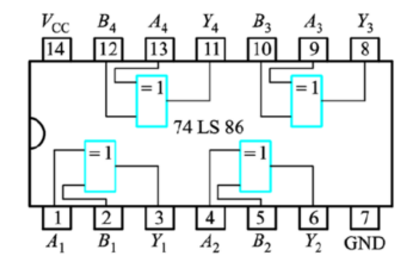 V_CC B_4 A_4 Y_4 B_3 A_3 Y_3
14 12 13 11 10 9 8
=1 =1
74 LS 86
=1 =1
1 2 3 4 5 6 7
A_1 B_1 Y_1 A_2 B_2 Y_2 GND